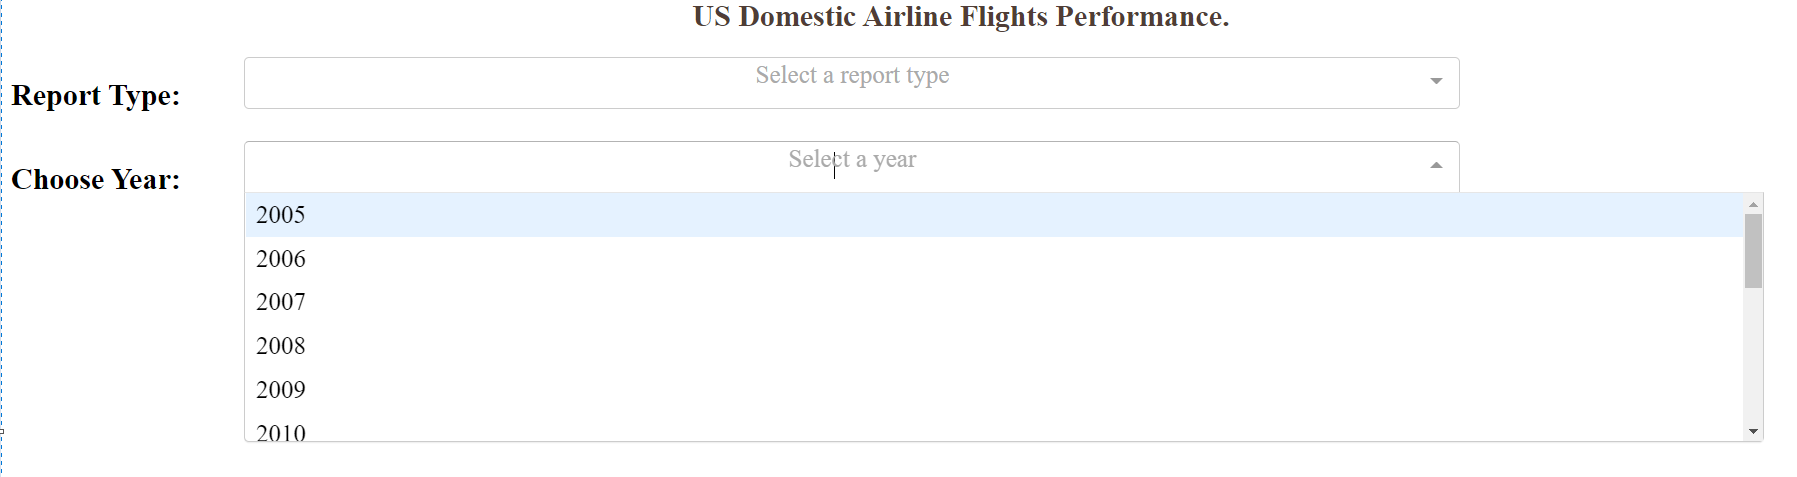 US Domestic Airline Flights Performance.
Report Type:
Select a report type
Choose Year:
Select a year
2005
2006
2007
2008
2009
2010